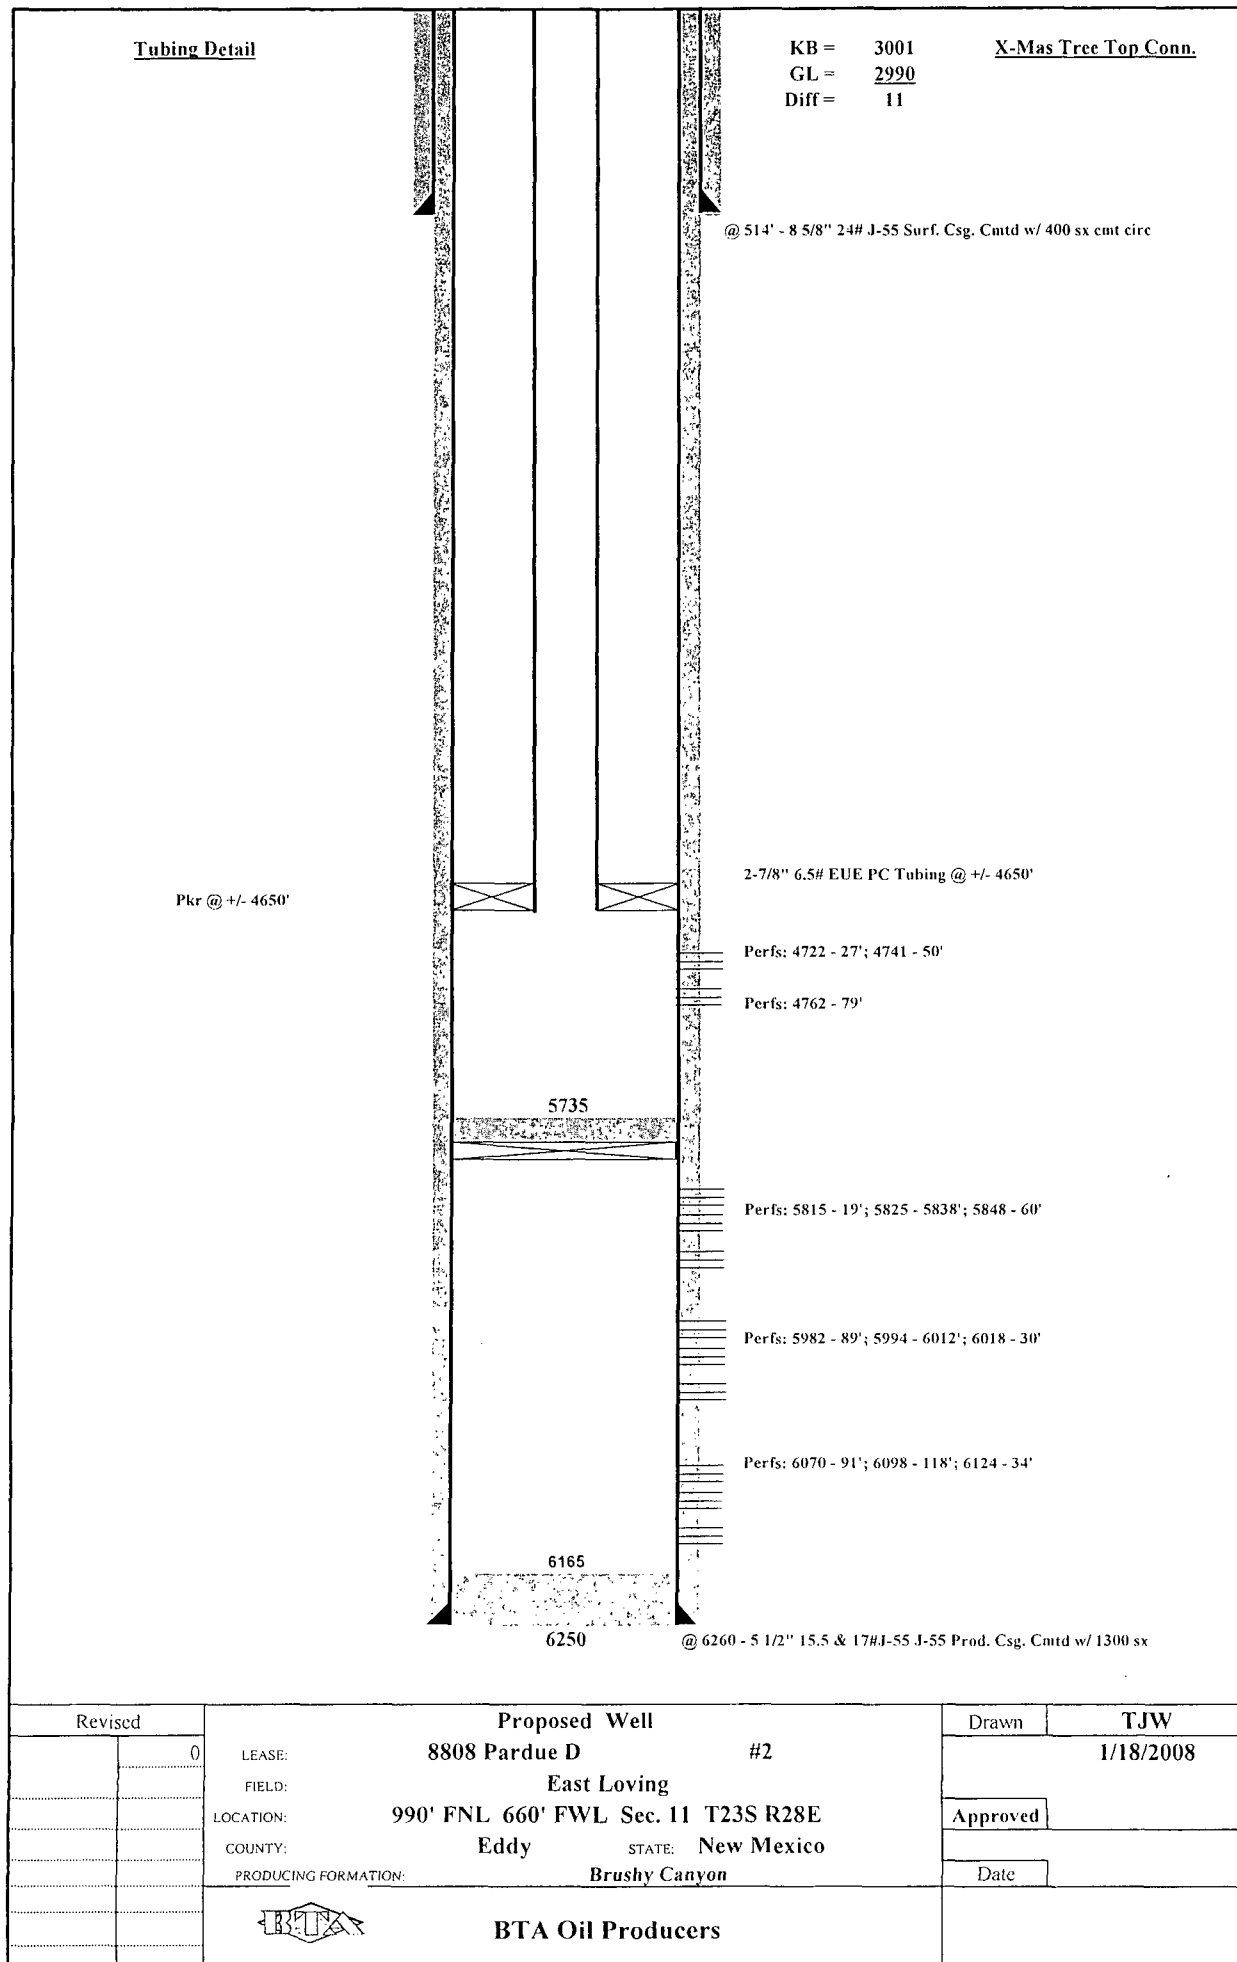 Tubing Detail
KB = 3001
X-Mas Tree Top Conn.
GL = 2990
Diff = 11
@ 514' - 8 5/8" 24# J-55 Surf. Csg. Cmtd w/ 400 sx cmt circ
2-7/8" 6.5# EUE PC Tubing @ +/- 4650'
Pkr @ +/- 4650'
Perfs: 4722 - 27'; 4741 - 50'
Perfs: 4762 - 79'
5735
Perfs: 5815 - 19'; 5825 - 5838'; 5848 - 60'
Perfs: 5982 - 89'; 5994 - 6012'; 6018 - 30'
Perfs: 6070 - 91'; 6098 - 118'; 6124 - 34'
6165
6250
@ 6260 - 5 1/2" 15.5 & 17#J-55 J-55 Prod. Csg. Cmtd w/ 1300 sx
Revised
Proposed Well
Drawn TJW
0
LEASE: 8808 Pardue D #2
1/18/2008
FIELD: East Loving
LOCATION: 990' FNL 660' FWL Sec. 11 T23S R28E
Approved
COUNTY: Eddy STATE: New Mexico
PRODUCING FORMATION: Brushy Canyon
Date
BTA
BTA Oil Producers